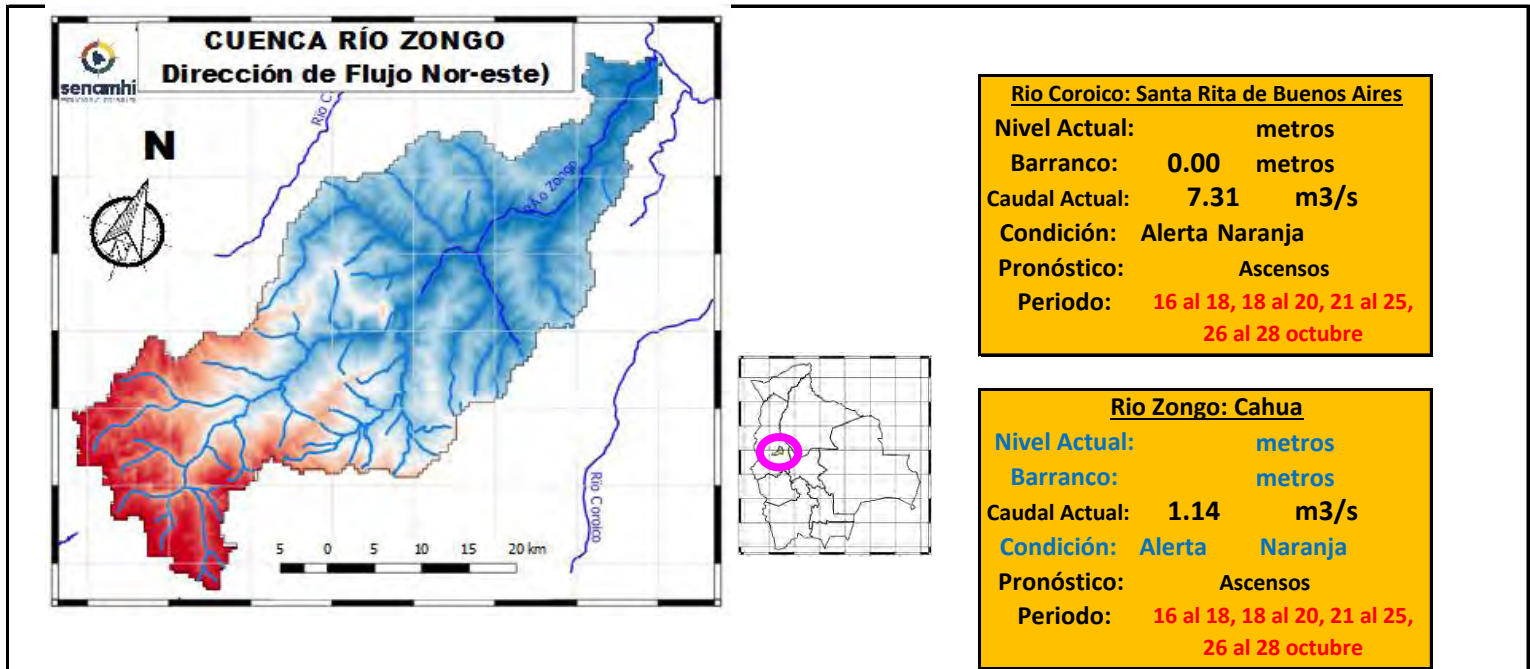 CUENCA RÍO ZONGO
Dirección de Flujo Nor-este)
senamhi
N
Río C
RÃ­o Zongo
Río Coroico
5 0 5 10 15 20 km
Rio Coroico: Santa Rita de Buenos Aires
Nivel Actual: metros
Barranco: 0.00 metros
Caudal Actual: 7.31 m3/s
Condición: Alerta Naranja
Pronóstico: Ascensos
Periodo: 16 al 18, 18 al 20, 21 al 25,
26 al 28 octubre
Rio Zongo: Cahua
Nivel Actual: metros
Barranco: metros
Caudal Actual: 1.14 m3/s
Condición: Alerta Naranja
Pronóstico: Ascensos
Periodo: 16 al 18, 18 al 20, 21 al 25,
26 al 28 octubre